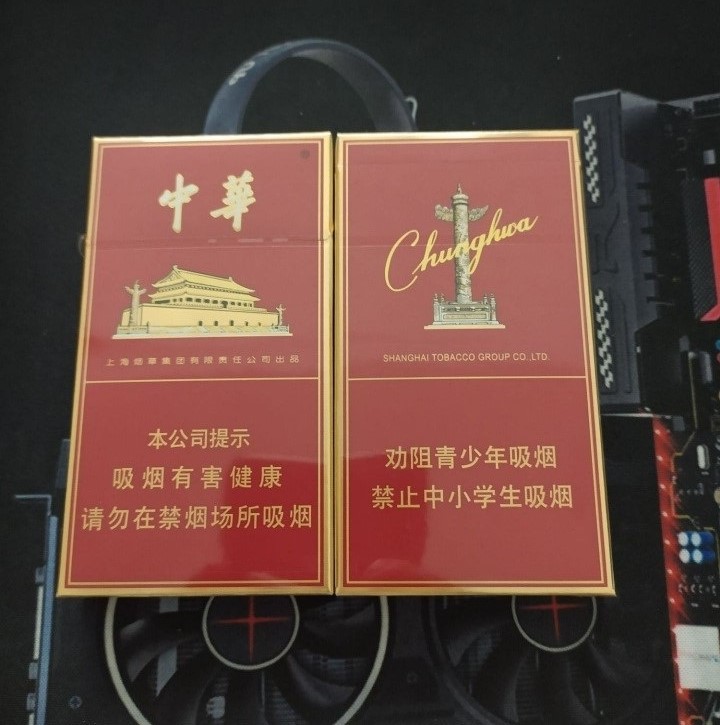 中華
上海烟草集团有限责任公司出品
本公司提示
吸烟有害健康
请勿在禁烟场所吸烟
Chunghwa
SHANGHAI TOBACCO GROUP CO.,LTD.
劝阻青少年吸烟
禁止中小学生吸烟